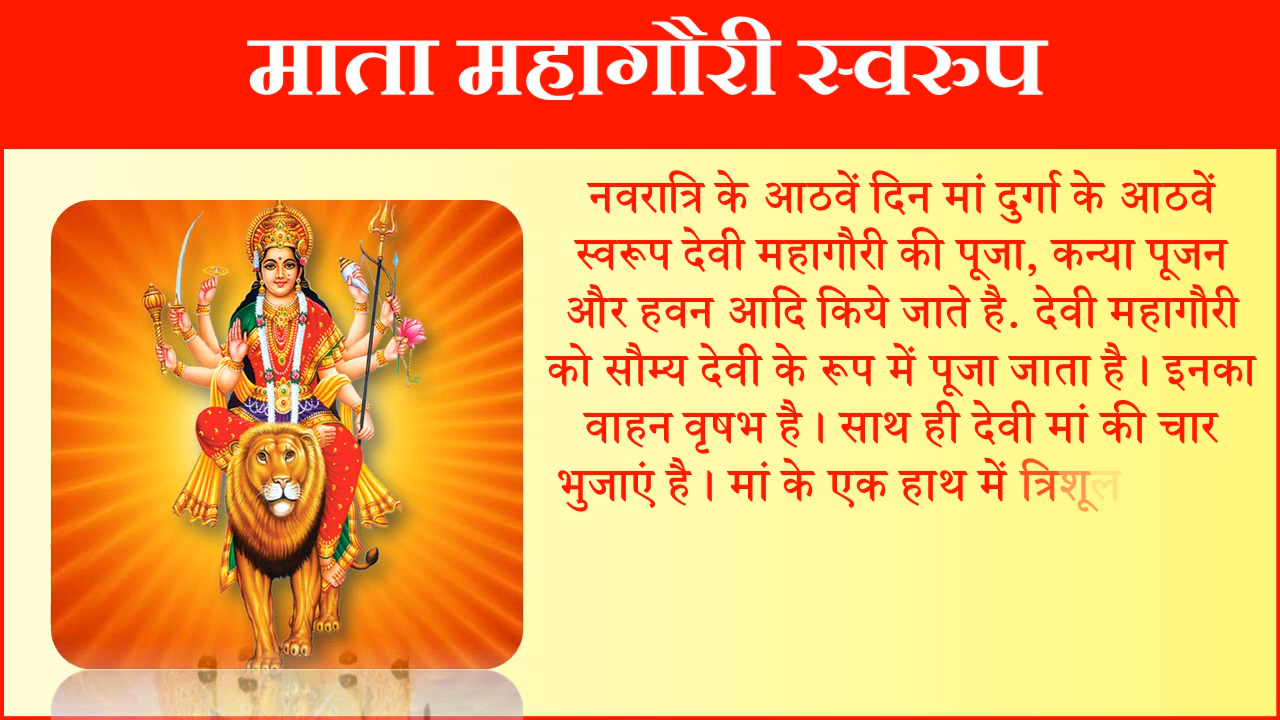 माता महागौरी स्वरुप
नवरात्रि के आठवें दिन मां दुर्गा के आठवें
स्वरूप देवी महागौरी की पूजा, कन्या पूजन
और हवन आदि किये जाते है. देवी महागौरी
को सौम्य देवी के रूप में पूजा जाता है। इनका
वाहन वृषभ है। साथ ही देवी मां की चार
भुजाएं है। मां के एक हाथ में त्रिशूल